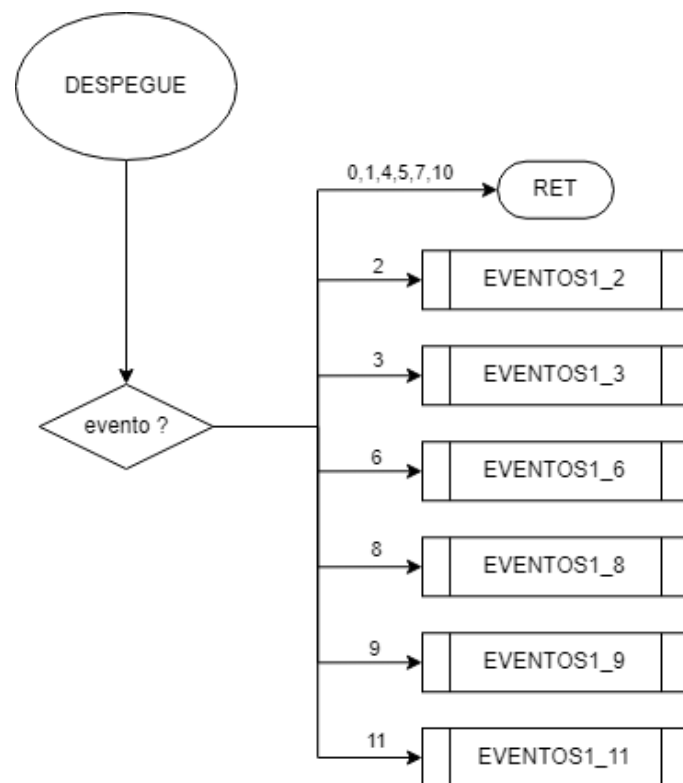 DESPEGUE
0,1,4,5,7,10
RET
2
EVENTOS1_2
3
EVENTOS1_3
evento ?
6
EVENTOS1_6
8
EVENTOS1_8
9
EVENTOS1_9
11
EVENTOS1_11